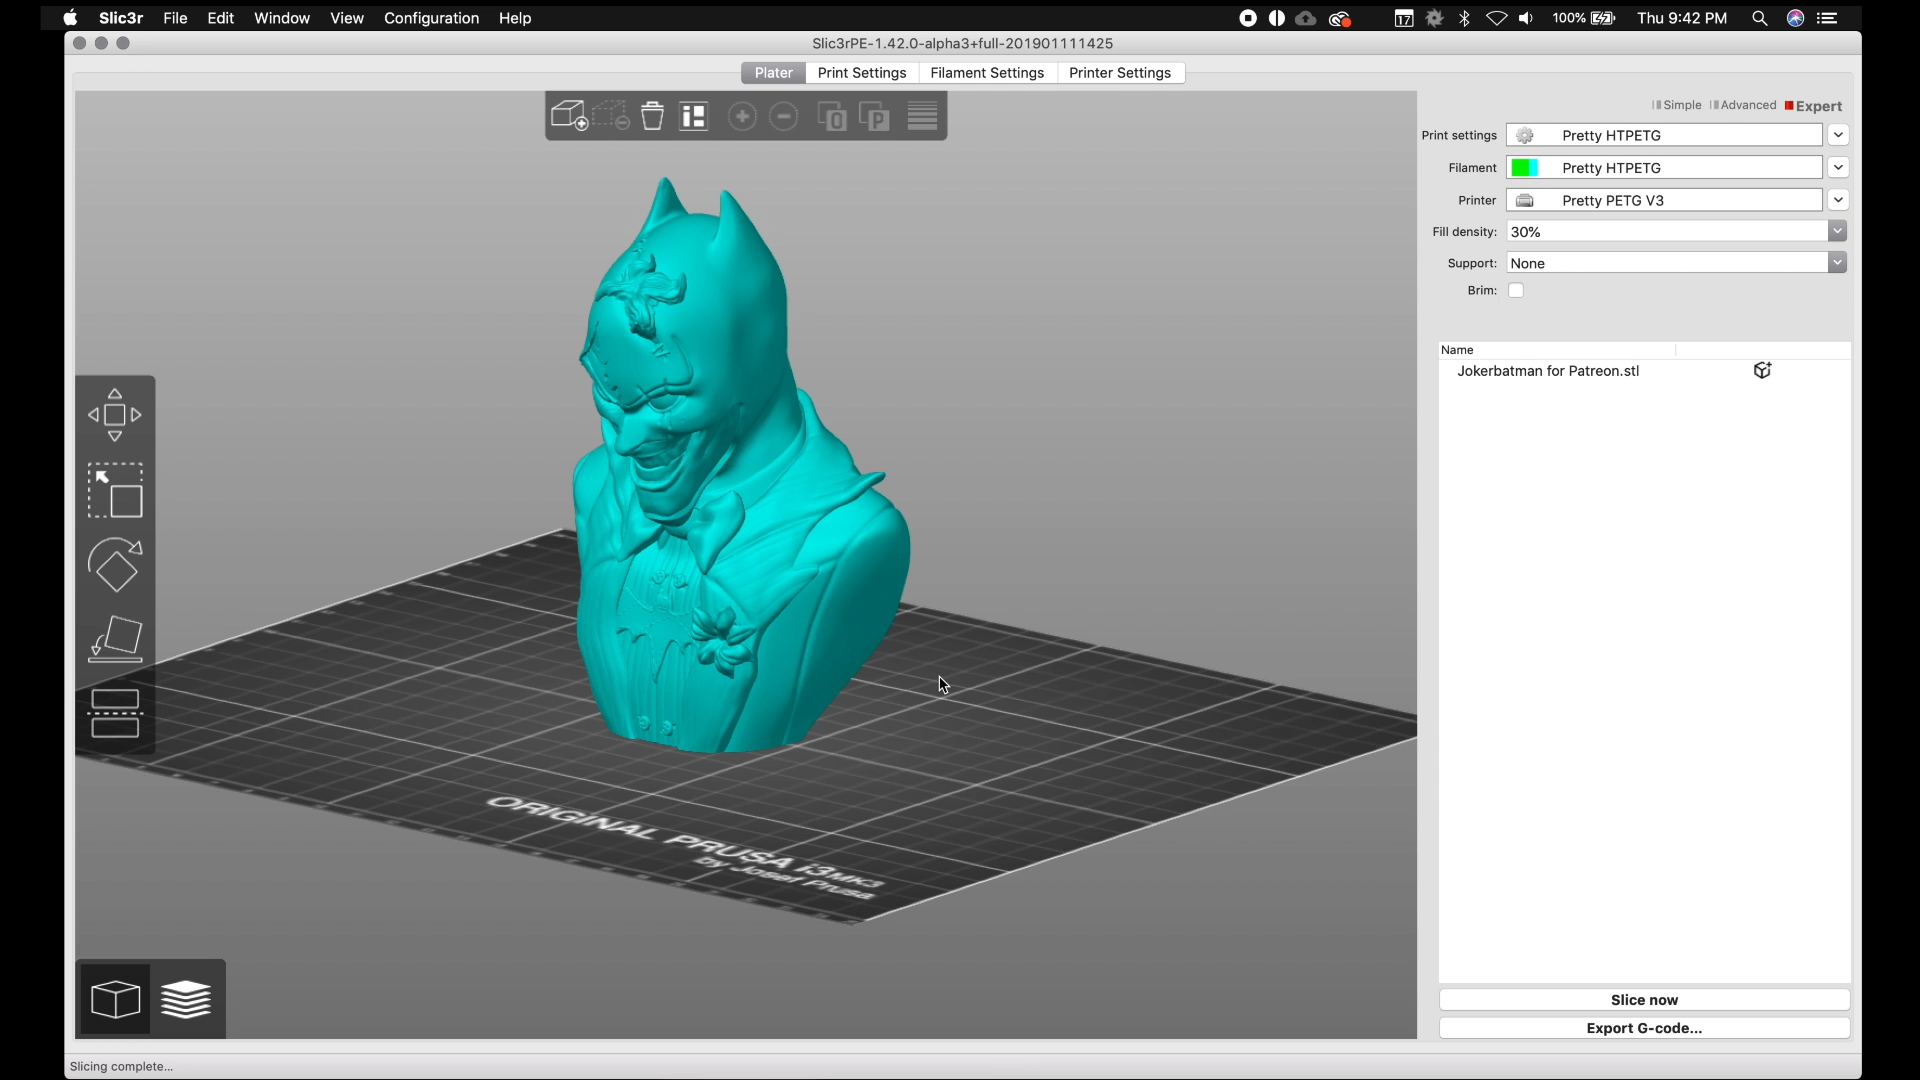 Slic3r File Edit Window View Configuration Help 17 100% Thu 9:42 PM
Slic3rPE-1.42.0-alpha3+full-201901111425
Plater Print Settings Filament Settings Printer Settings
Simple Advanced Expert
Print settings Pretty HTPETG
Filament Pretty HTPETG
Printer Pretty PETG V3
Fill density: 30%
Support: None
Brim:
Name
Jokerbatman for Patreon.stl
ORIGINAL PRUSA i3MK3
by Josef Prusa
Slice now
Export G-code...
Slicing complete...